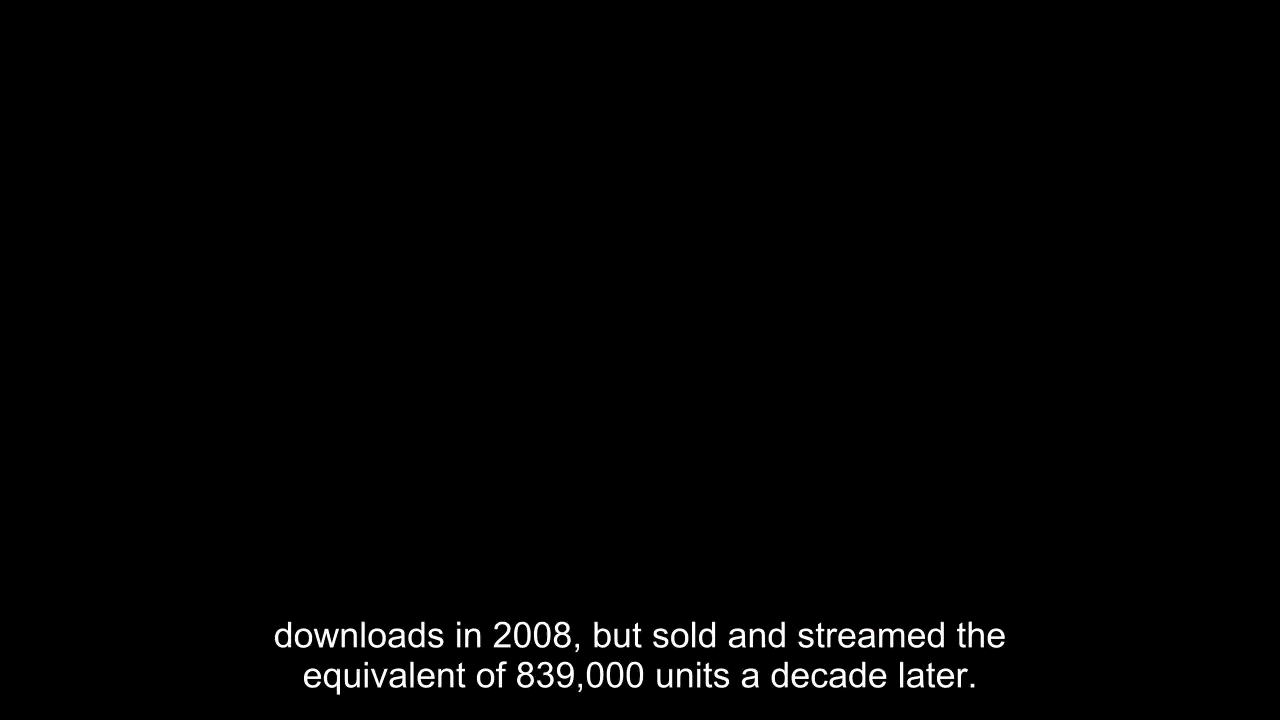 downloads in 2008, but sold and streamed the
equivalent of 839,000 units a decade later.